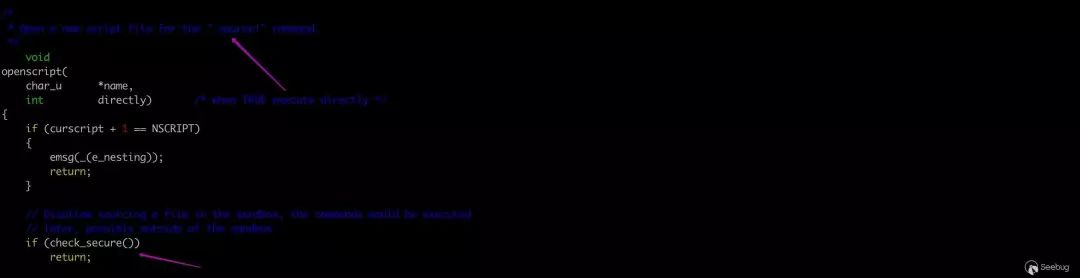 /*
 * Open a new script file for the ":source!" command.
 */
    void
openscript(
    char_u      *name,
    int         directly)       /* when TRUE execute directly */
{
    if (curscript + 1 == NSCRIPT)
    {
        emsg(_(e_nesting));
        return;
    }

    // Disallow sourcing a file in the sandbox, the commands would be executed
    // later, possibly outside of the sandbox.
    if (check_secure())
        return;
Seebug